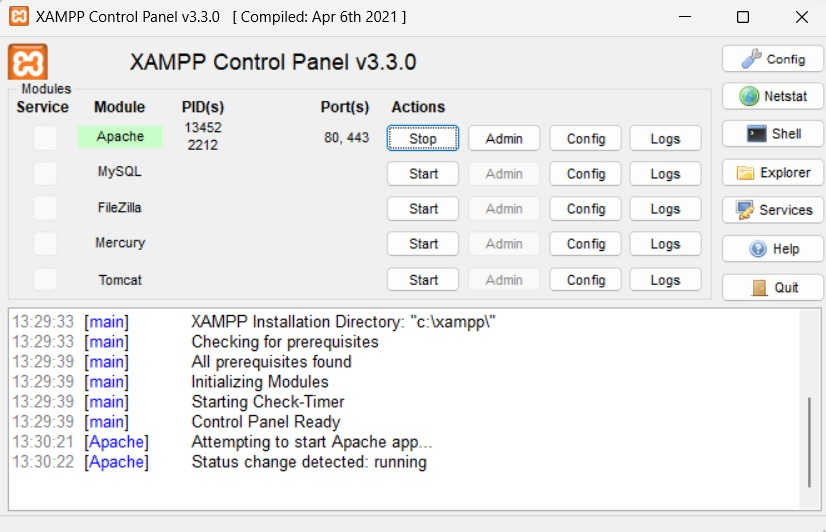 XAMPP Control Panel v3.3.0 [ Compiled: Apr 6th 2021 ]
XAMPP Control Panel v3.3.0
Config
Modules
Service Module PID(s) Port(s) Actions
Netstat
Apache 13452 2212 80, 443 Stop Admin Config Logs
Shell
MySQL Start Admin Config Logs
Explorer
FileZilla Start Admin Config Logs
Services
Mercury Start Admin Config Logs
Help
Tomcat Start Admin Config Logs
Quit
13:29:33 [main] XAMPP Installation Directory: "c:\xampp\"
13:29:33 [main] Checking for prerequisites
13:29:39 [main] All prerequisites found
13:29:39 [main] Initializing Modules
13:29:39 [main] Starting Check-Timer
13:29:39 [main] Control Panel Ready
13:30:21 [Apache] Attempting to start Apache app...
13:30:22 [Apache] Status change detected: running